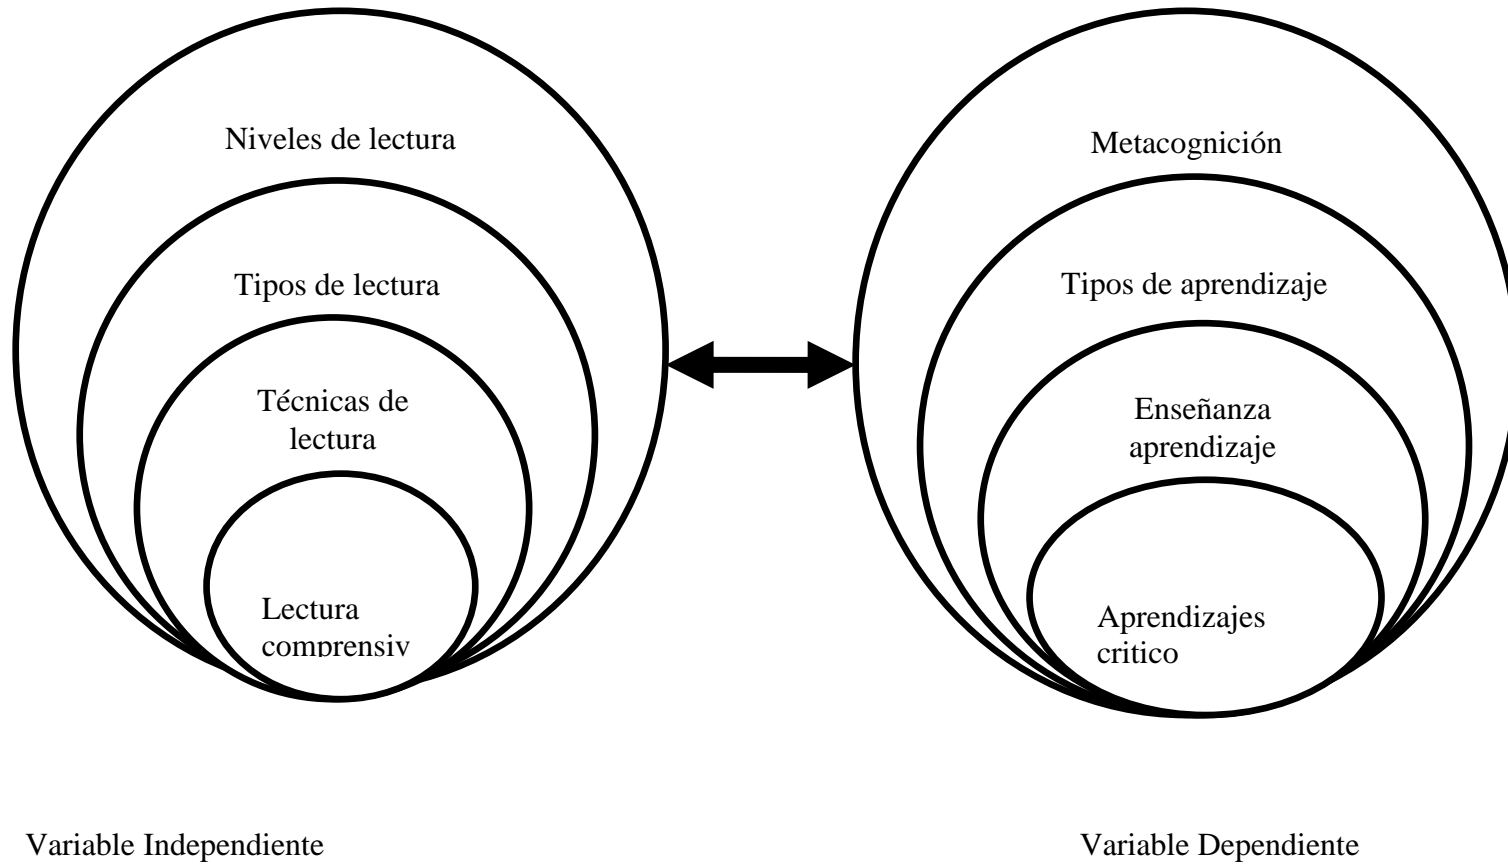 Niveles de lectura
Tipos de lectura
Técnicas de
lectura
Lectura
comprensiv
Metacognición
Tipos de aprendizaje
Enseñanza
aprendizaje
Aprendizajes
critico
Variable Independiente
Variable Dependiente